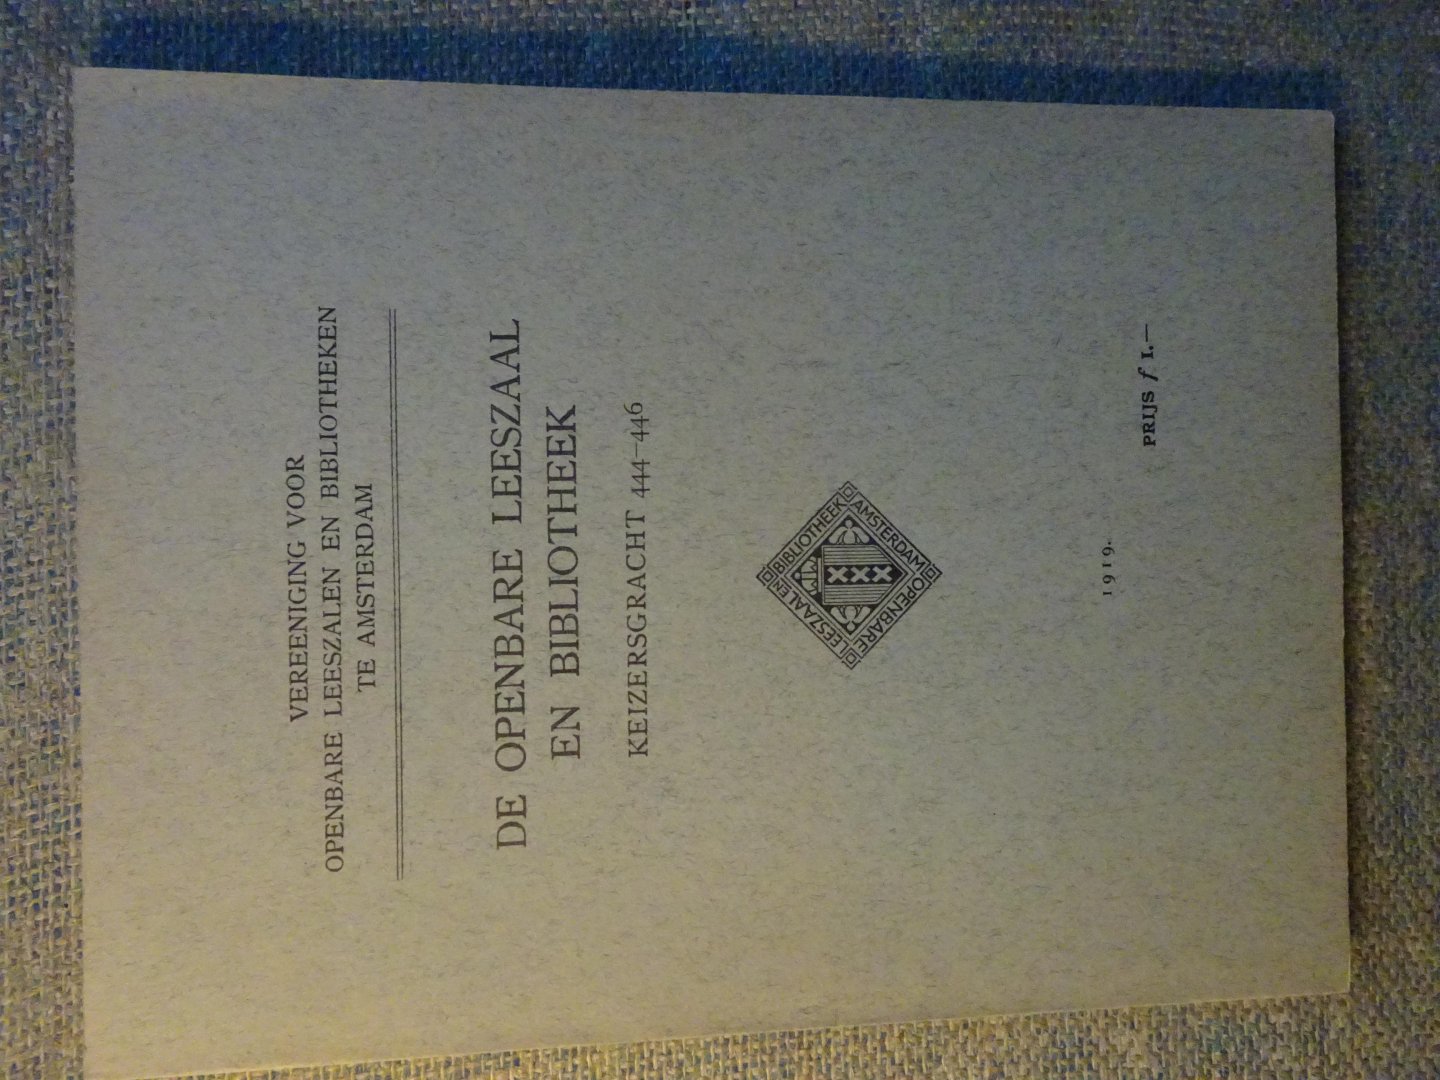 VEREENIGING VOOR
OPENBARE LEESZALEN EN BIBLIOTHEKEN
TE AMSTERDAM
DE OPENBARE LEESZAAL
EN BIBLIOTHEEK
KEIZERSGRACHT 444—446
LEESZAAL EN
BIBLIOTHEEK
AMSTERDAM
OPENBARE
XXX
1919.
PRIJS f 1.—